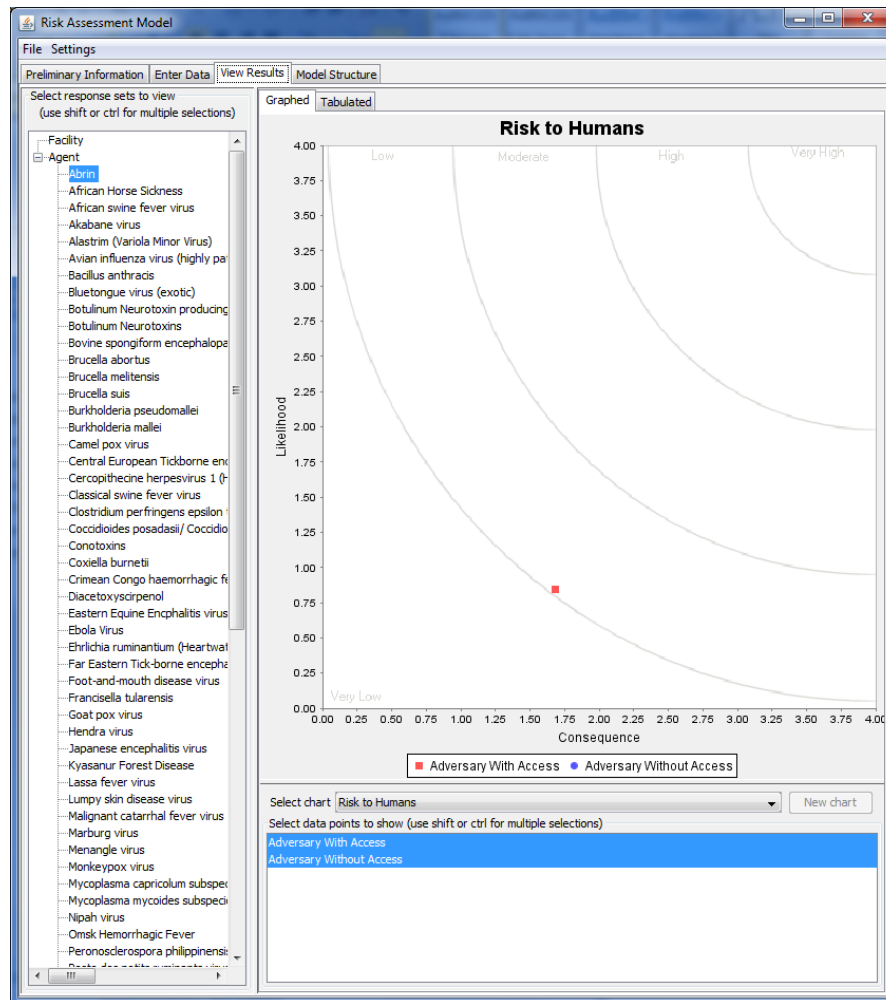 Risk Assessment Model
File Settings
Preliminary Information Enter Data View Results Model Structure
Select response sets to view
(use shift or ctrl for multiple selections)
Facility
Agent
Abrin
African Horse Sickness
African swine fever virus
Akabane virus
Alastrim (Variola Minor Virus)
Avian influenza virus (highly pa
Bacillus anthracis
Bluetongue virus (exotic)
Botulinum Neurotoxin producing
Botulinum Neurotoxins
Bovine spongiform encephalopa
Brucella abortus
Brucella melitensis
Brucella suis
Burkholderia pseudomallei
Burkholderia mallei
Camel pox virus
Central European Tickborne enc
Cercopithecine herpesvirus 1 (H
Classical swine fever virus
Clostridium perfringens epsilon
Coccidioides posadasii/ Coccidio
Conotoxins
Coxiella burnetii
Crimean Congo haemorrhagic fe
Diacetoxyscirpenol
Eastern Equine Encphalitis virus
Ebola Virus
Ehrlichia ruminantium (Heartwat
Far Eastern Tick-borne encepha
Foot-and-mouth disease virus
Francisella tularensis
Goat pox virus
Hendra virus
Japanese encephalitis virus
Kyasanur Forest Disease
Lassa fever virus
Lumpy skin disease virus
Malignant catarrhal fever virus
Marburg virus
Menangle virus
Monkeypox virus
Mycoplasma capricolum subspec
Mycoplasma mycoides subspeci
Nipah virus
Omsk Hemorrhagic Fever
Peronosclerospora philippinensi
Graphed Tabulated
Risk to Humans
Low Moderate High Very High
Very Low
4.00
3.75
3.50
3.25
3.00
2.75
2.50
2.25
2.00
1.75
1.50
1.25
1.00
0.75
0.50
0.25
0.00
Likelihood
0.00 0.25 0.50 0.75 1.00 1.25 1.50 1.75 2.00 2.25 2.50 2.75 3.00 3.25 3.50 3.75 4.00
Consequence
Adversary With Access Adversary Without Access
Select chart Risk to Humans New chart
Select data points to show (use shift or ctrl for multiple selections)
Adversary With Access
Adversary Without Access